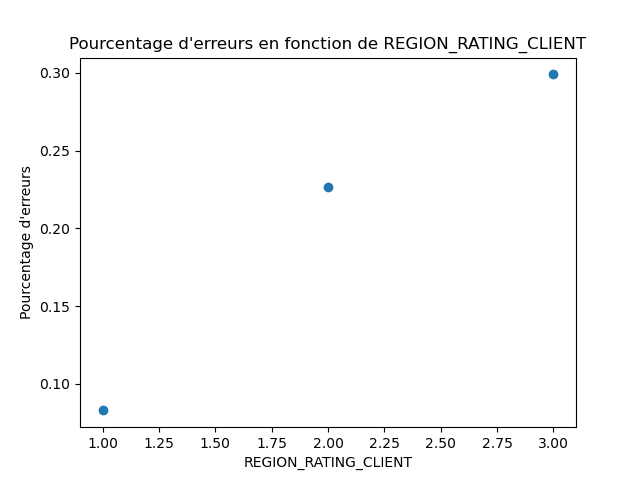 Pourcentage d'erreurs en fonction de REGION_RATING_CLIENT
0.30
0.25
0.20
0.15
0.10
Pourcentage d'erreurs
1.00 1.25 1.50 1.75 2.00 2.25 2.50 2.75 3.00
REGION_RATING_CLIENT